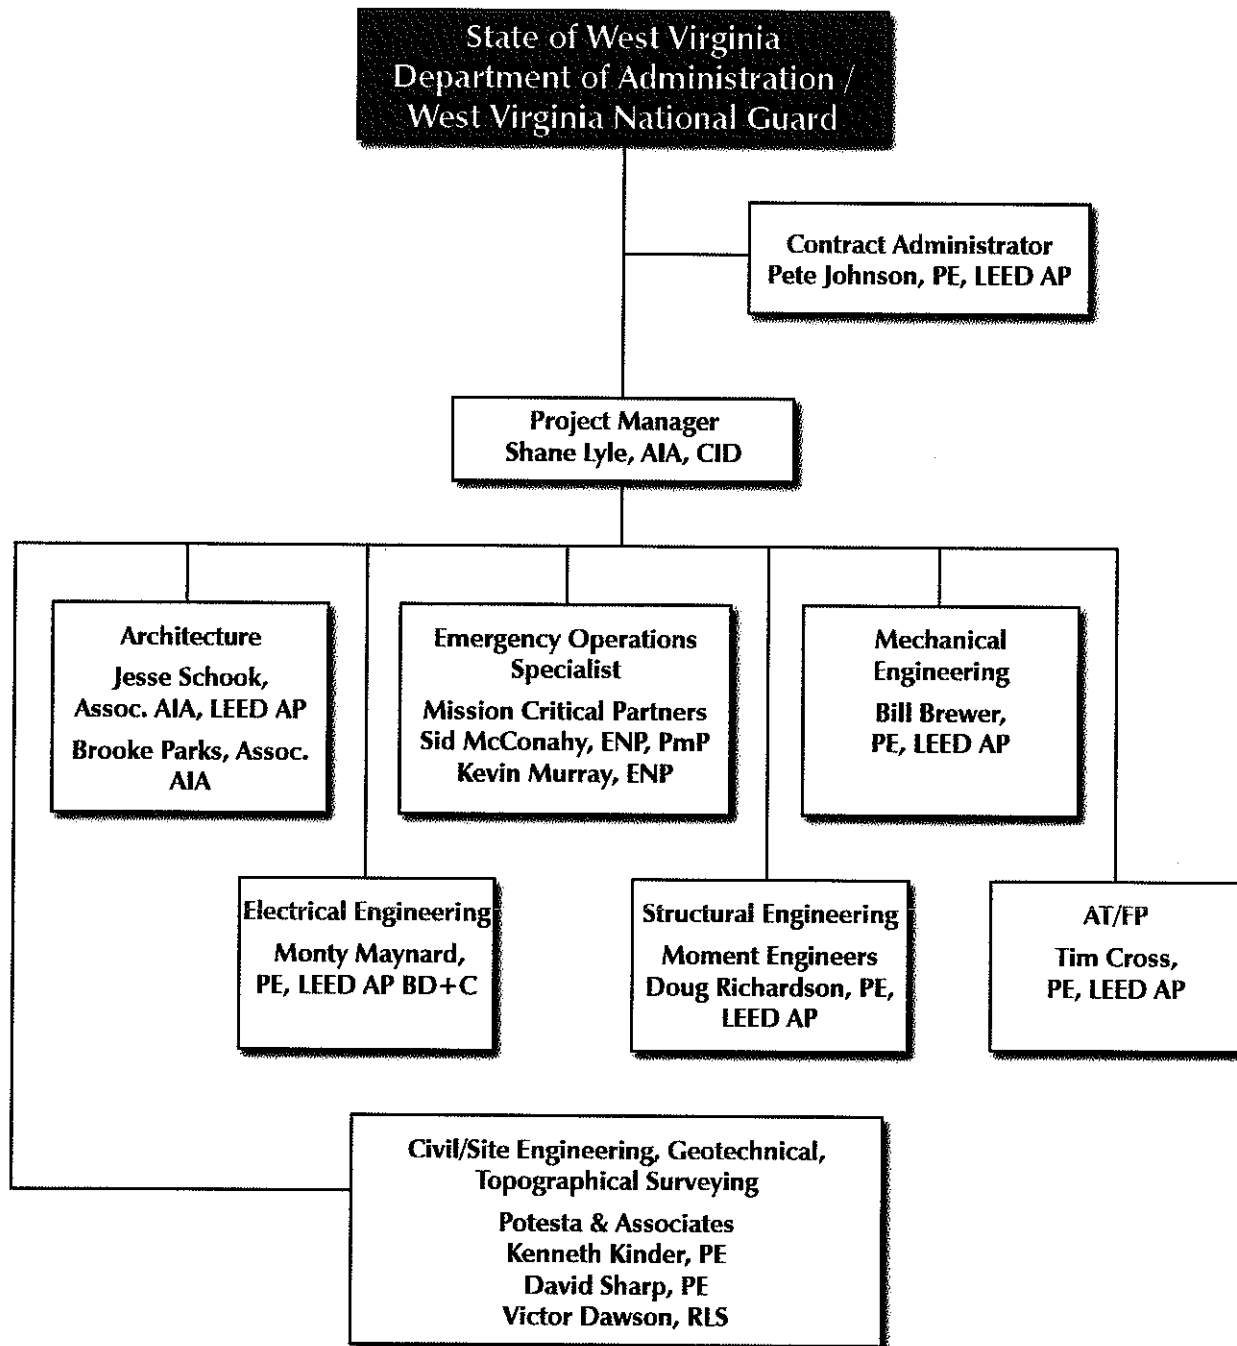 State of West Virginia
Department of Administration /
West Virginia National Guard
Contract Administrator
Pete Johnson, PE, LEED AP
Project Manager
Shane Lyle, AIA, CID
Architecture
Jesse Schook,
Assoc. AIA, LEED AP
Brooke Parks, Assoc.
AIA
Emergency Operations
Specialist
Mission Critical Partners
Sid McConahy, ENP, PmP
Kevin Murray, ENP
Mechanical
Engineering
Bill Brewer,
PE, LEED AP
Electrical Engineering
Monty Maynard,
PE, LEED AP BD+C
Structural Engineering
Moment Engineers
Doug Richardson, PE,
LEED AP
AT/FP
Tim Cross,
PE, LEED AP
Civil/Site Engineering, Geotechnical,
Topographical Surveying
Potesta & Associates
Kenneth Kinder, PE
David Sharp, PE
Victor Dawson, RLS